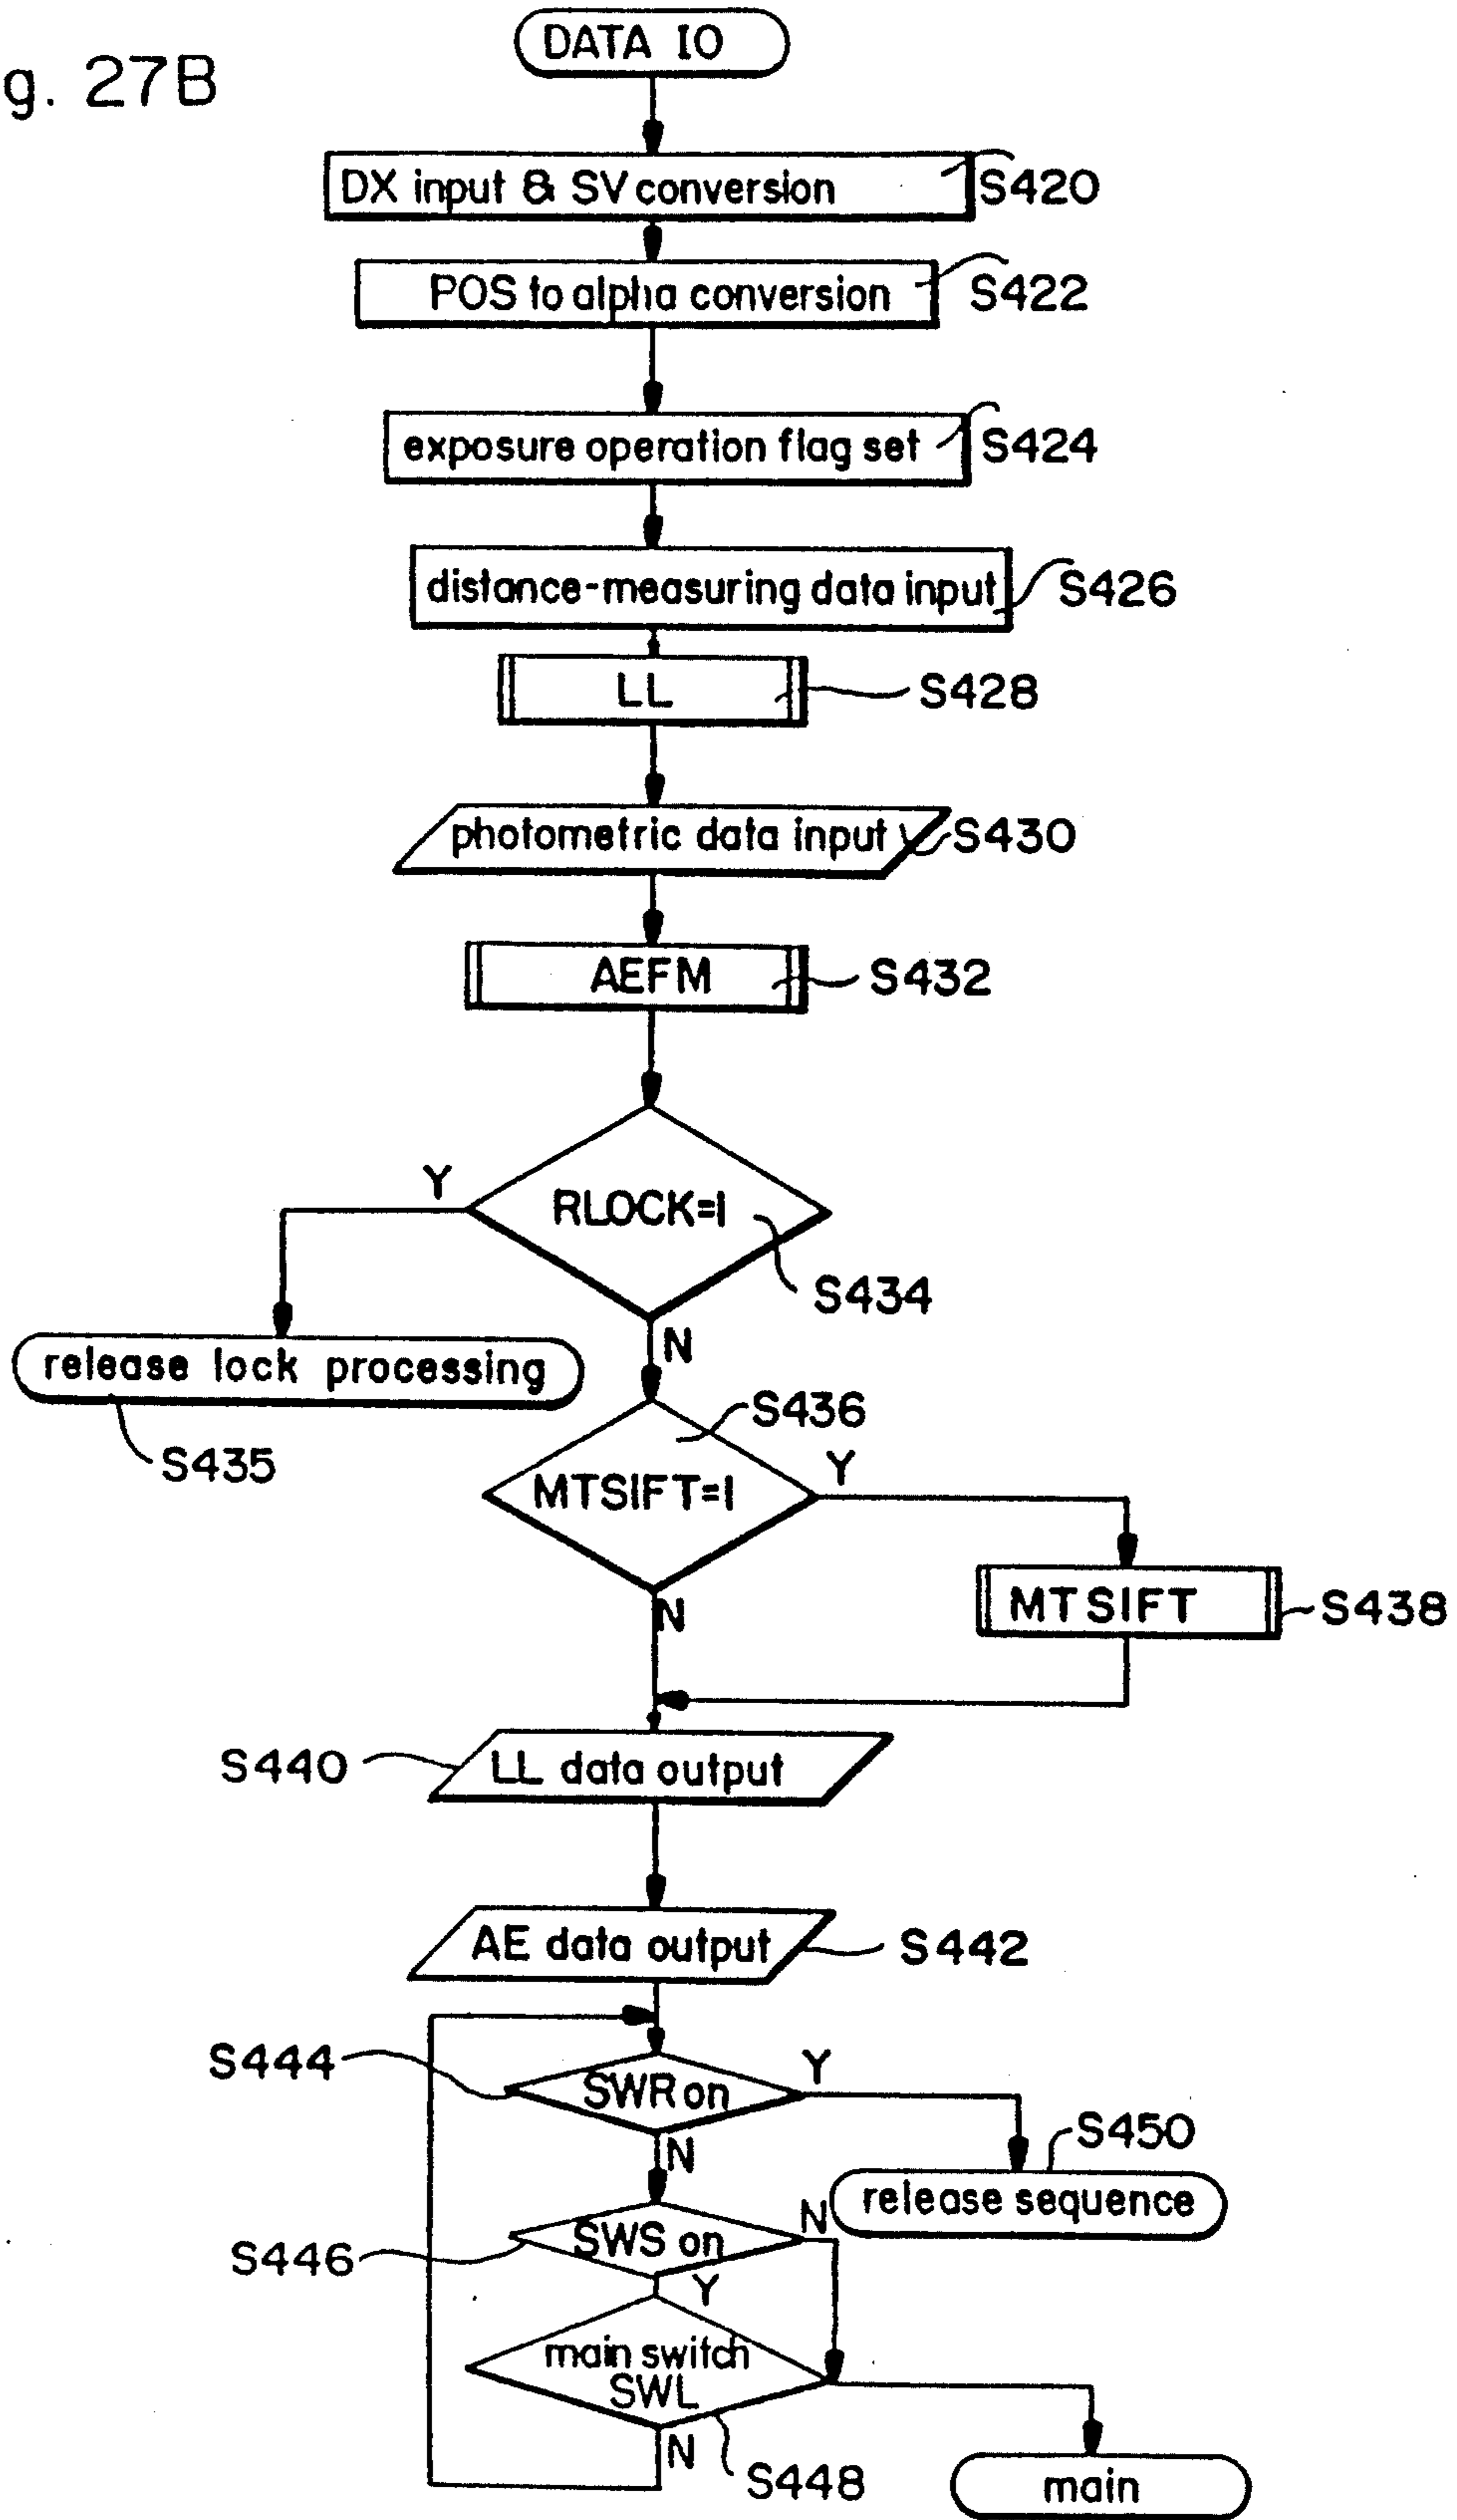 g. 27B
DATA IO
DX input & SV conversion
S420
POS to alpha conversion
S422
exposure operation flag set
S424
distance-measuring data input
S426
LL
S428
photometric data input
S430
AEFM
S432
Y
RLOCK=1
S434
N
release lock processing
S435
S436
MTSIFT=1
Y
N
MTSIFT
S438
S440
LL data output
AE data output
S442
S444
SWR on
Y
N
S450
release sequence
S446
SWS on
N
Y
main switch
SWL
N
S448
main